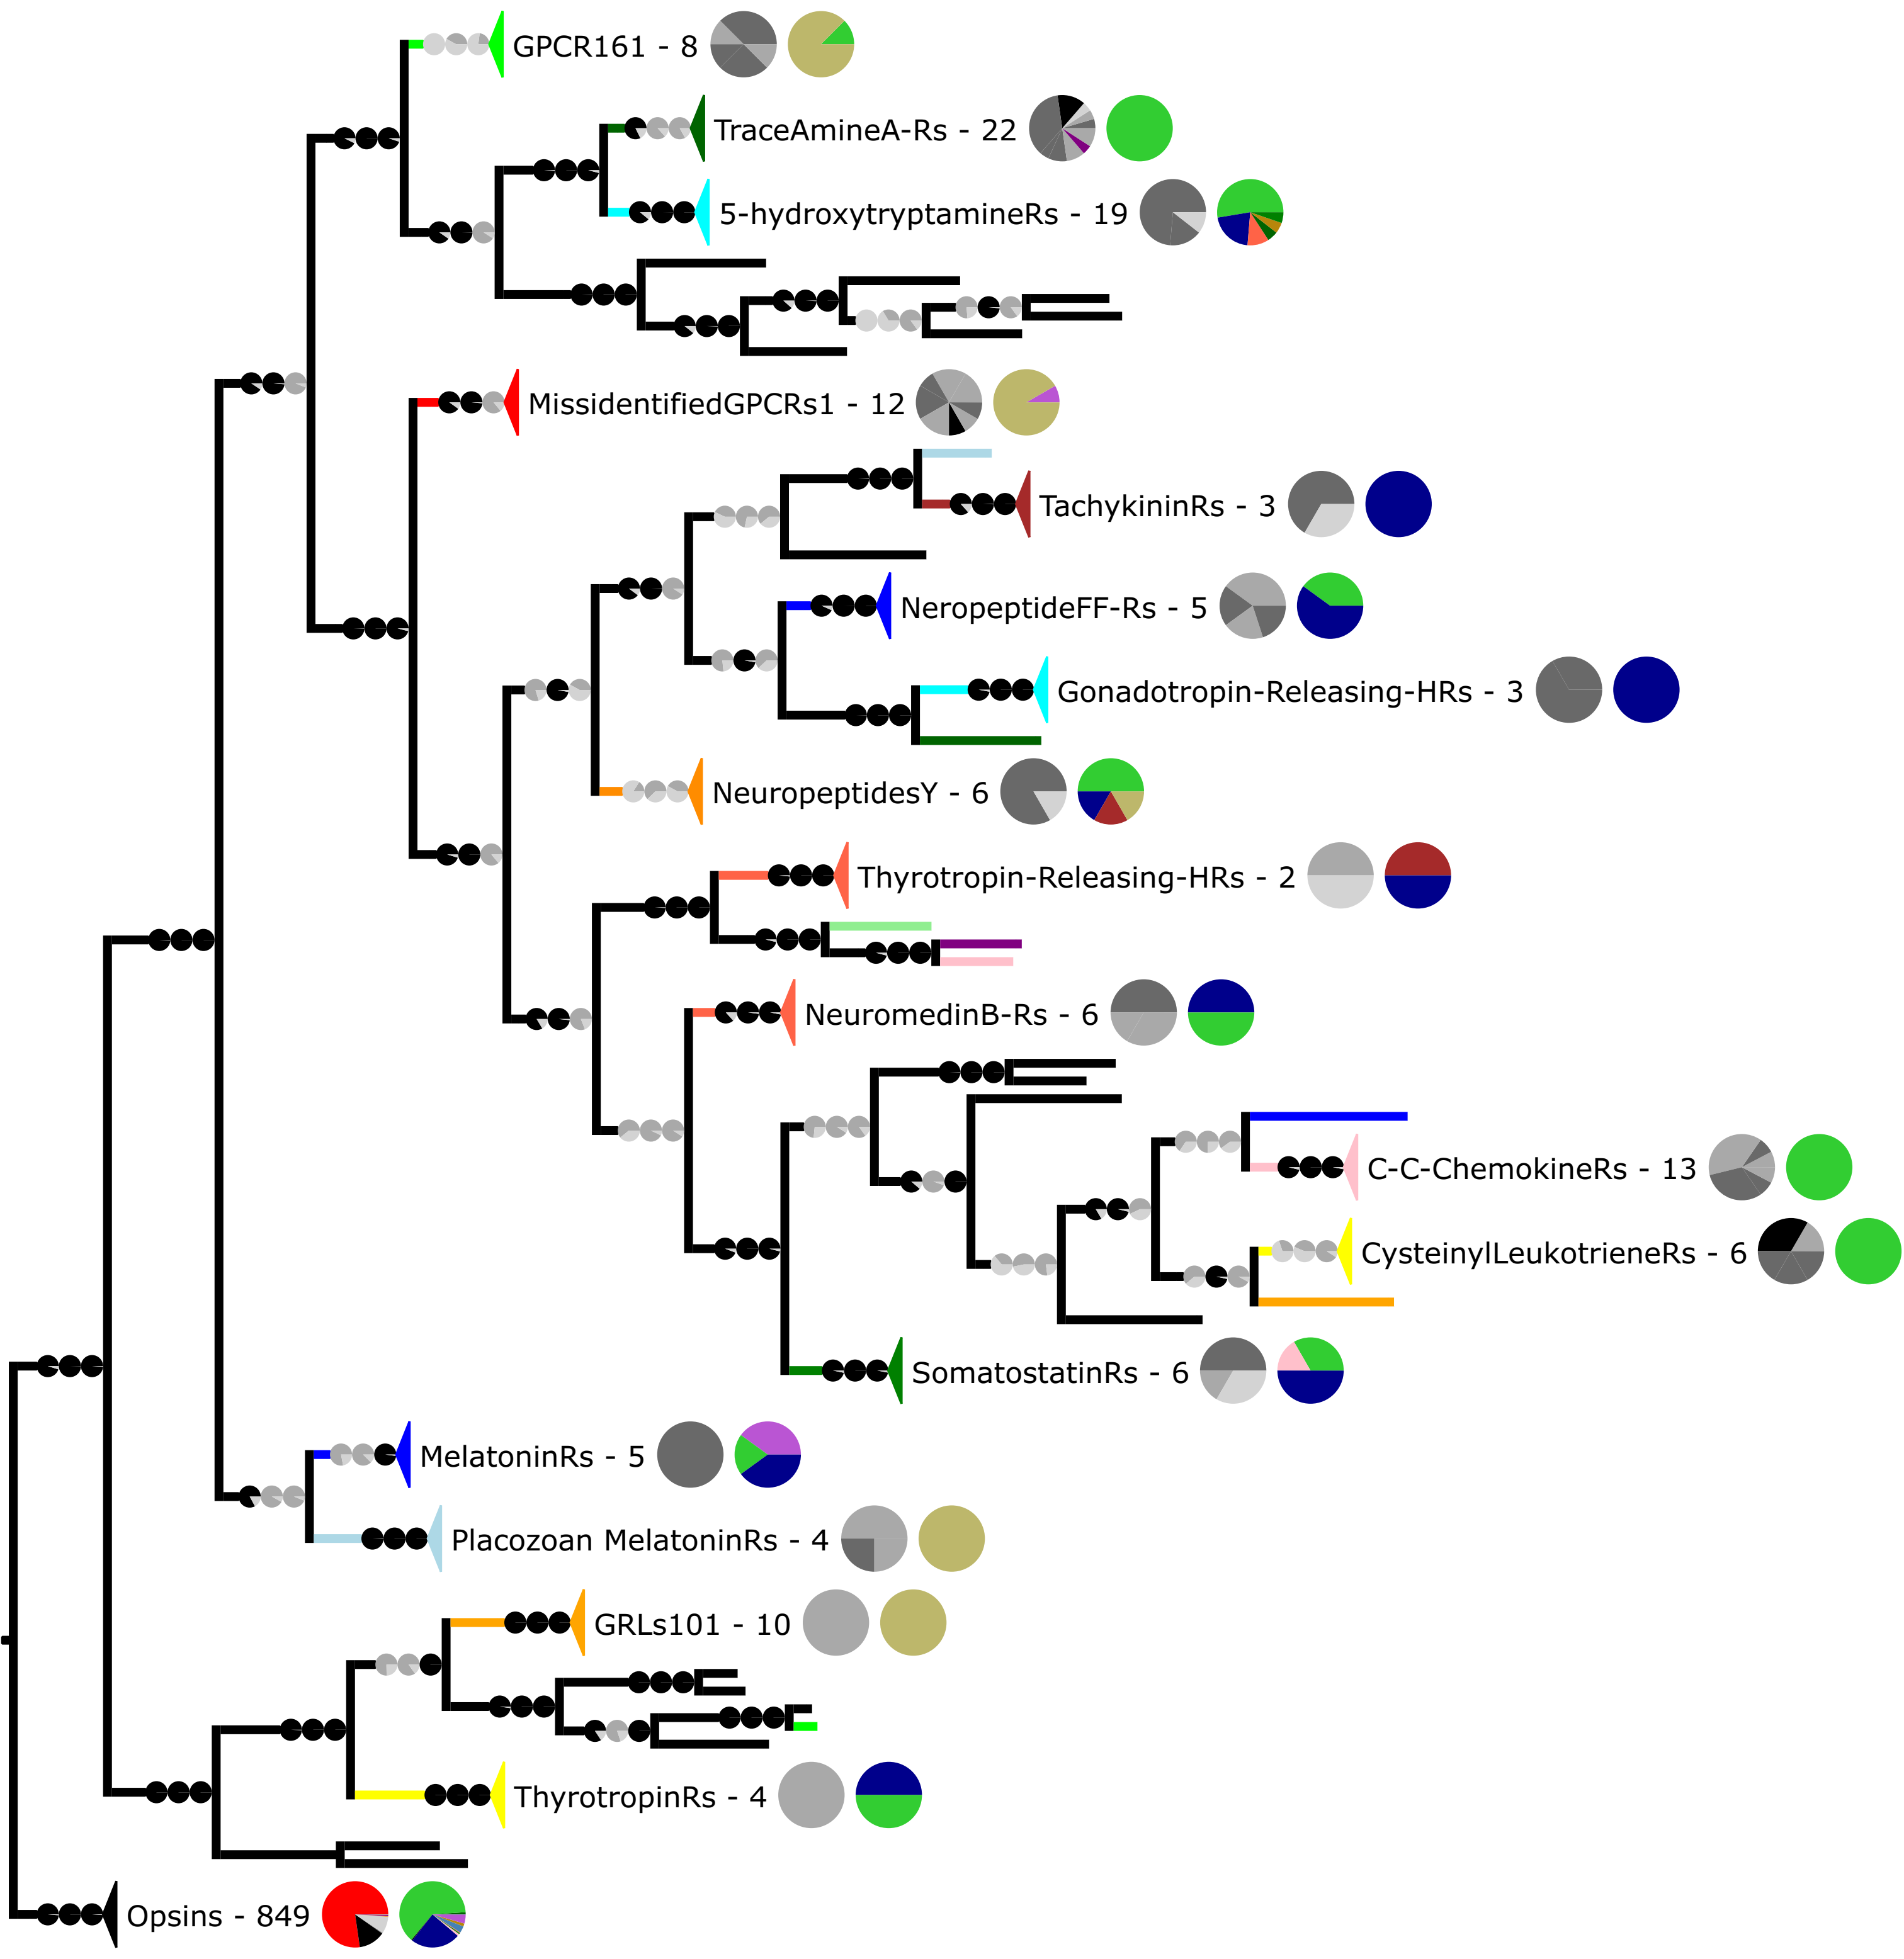 GPCR161 - 8
TraceAmineA-Rs - 22
5-hydroxytryptamineRs - 19
MissidentifiedGPCRs1 - 12
TachykininRs - 3
NeropeptideFF-Rs - 5
Gonadotropin-Releasing-HRs - 3
NeuropeptidesY - 6
Thyrotropin-Releasing-HRs - 2
NeuromedinB-Rs - 6
C-C-ChemokineRs - 13
CysteinylLeukotrieneRs - 6
SomatostatinRs - 6
MelatoninRs - 5
Placozoan MelatoninRs - 4
GRLs101 - 10
ThyrotropinRs - 4
Opsins - 849